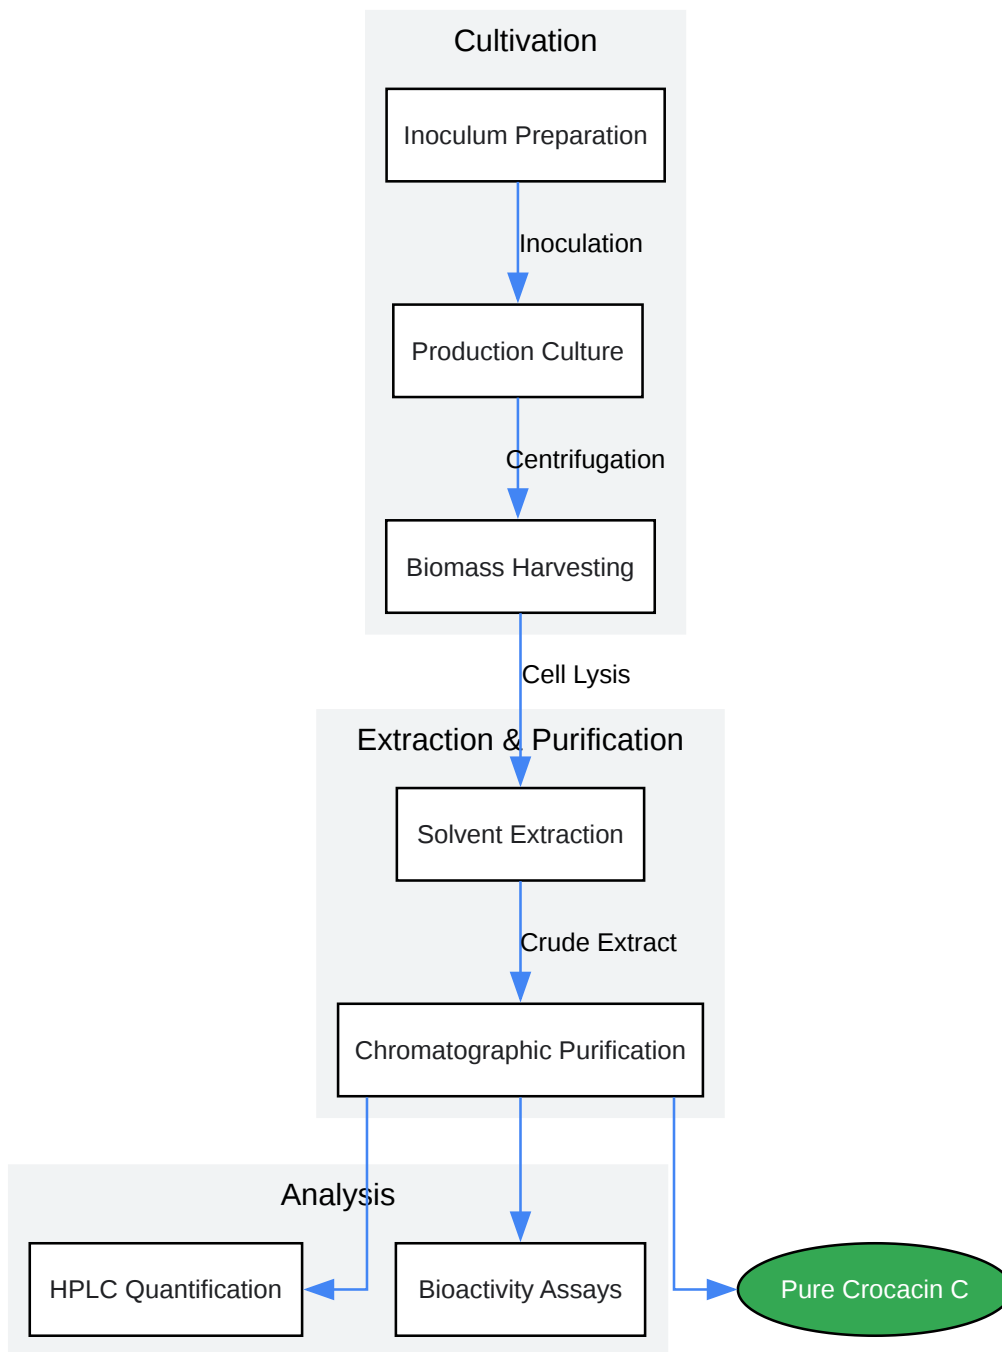 Cultivation
Inoculum Preparation
Inoculation
Production Culture
Centrifugation
Biomass Harvesting
Cell Lysis
Extraction & Purification
Solvent Extraction
Crude Extract
Chromatographic Purification
Analysis
HPLC Quantification
Bioactivity Assays
Pure Crocacin C